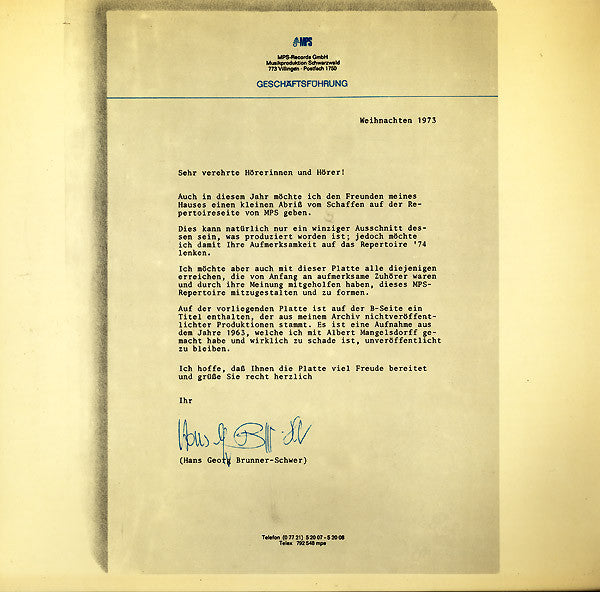 MPS
MPS-Records GmbH
Musikproduktion Schwarzwald
773 Villingen · Postfach 1750
GESCHÄFTSFÜHRUNG
Weihnachten 1973
Sehr verehrte Hörerinnen und Hörer!
Auch in diesem Jahr möchte ich den Freunden meines
Hauses einen kleinen Abriß vom Schaffen auf der Re-
pertoireseite von MPS geben.
Dies kann natürlich nur ein winziger Ausschnitt des-
sen sein, was produziert worden ist; jedoch möchte
ich damit Ihre Aufmerksamkeit auf das Repertoire '74
lenken.
Ich möchte aber auch mit dieser Platte alle diejenigen
erreichen, die von Anfang an aufmerksame Zuhörer waren
und durch ihre Meinung mitgeholfen haben, dieses MPS-
Repertoire mitzugestalten und zu formen.
Auf der vorliegenden Platte ist auf der B-Seite ein
Titel enthalten, der aus meinem Archiv nichtveröffent-
lichter Produktionen stammt. Es ist eine Aufnahme aus
dem Jahre 1963, welche ich mit Albert Mangelsdorff ge-
macht habe und wirklich zu schade ist, unveröffentlicht
zu bleiben.
Ich hoffe, daß Ihnen die Platte viel Freude bereitet
und grüße Sie recht herzlich
Ihr
(Hans Georg Brunner-Schwer)
Telefon (0 77 21) 5 20 07 - 5 20 08
Telex 792 548 mps